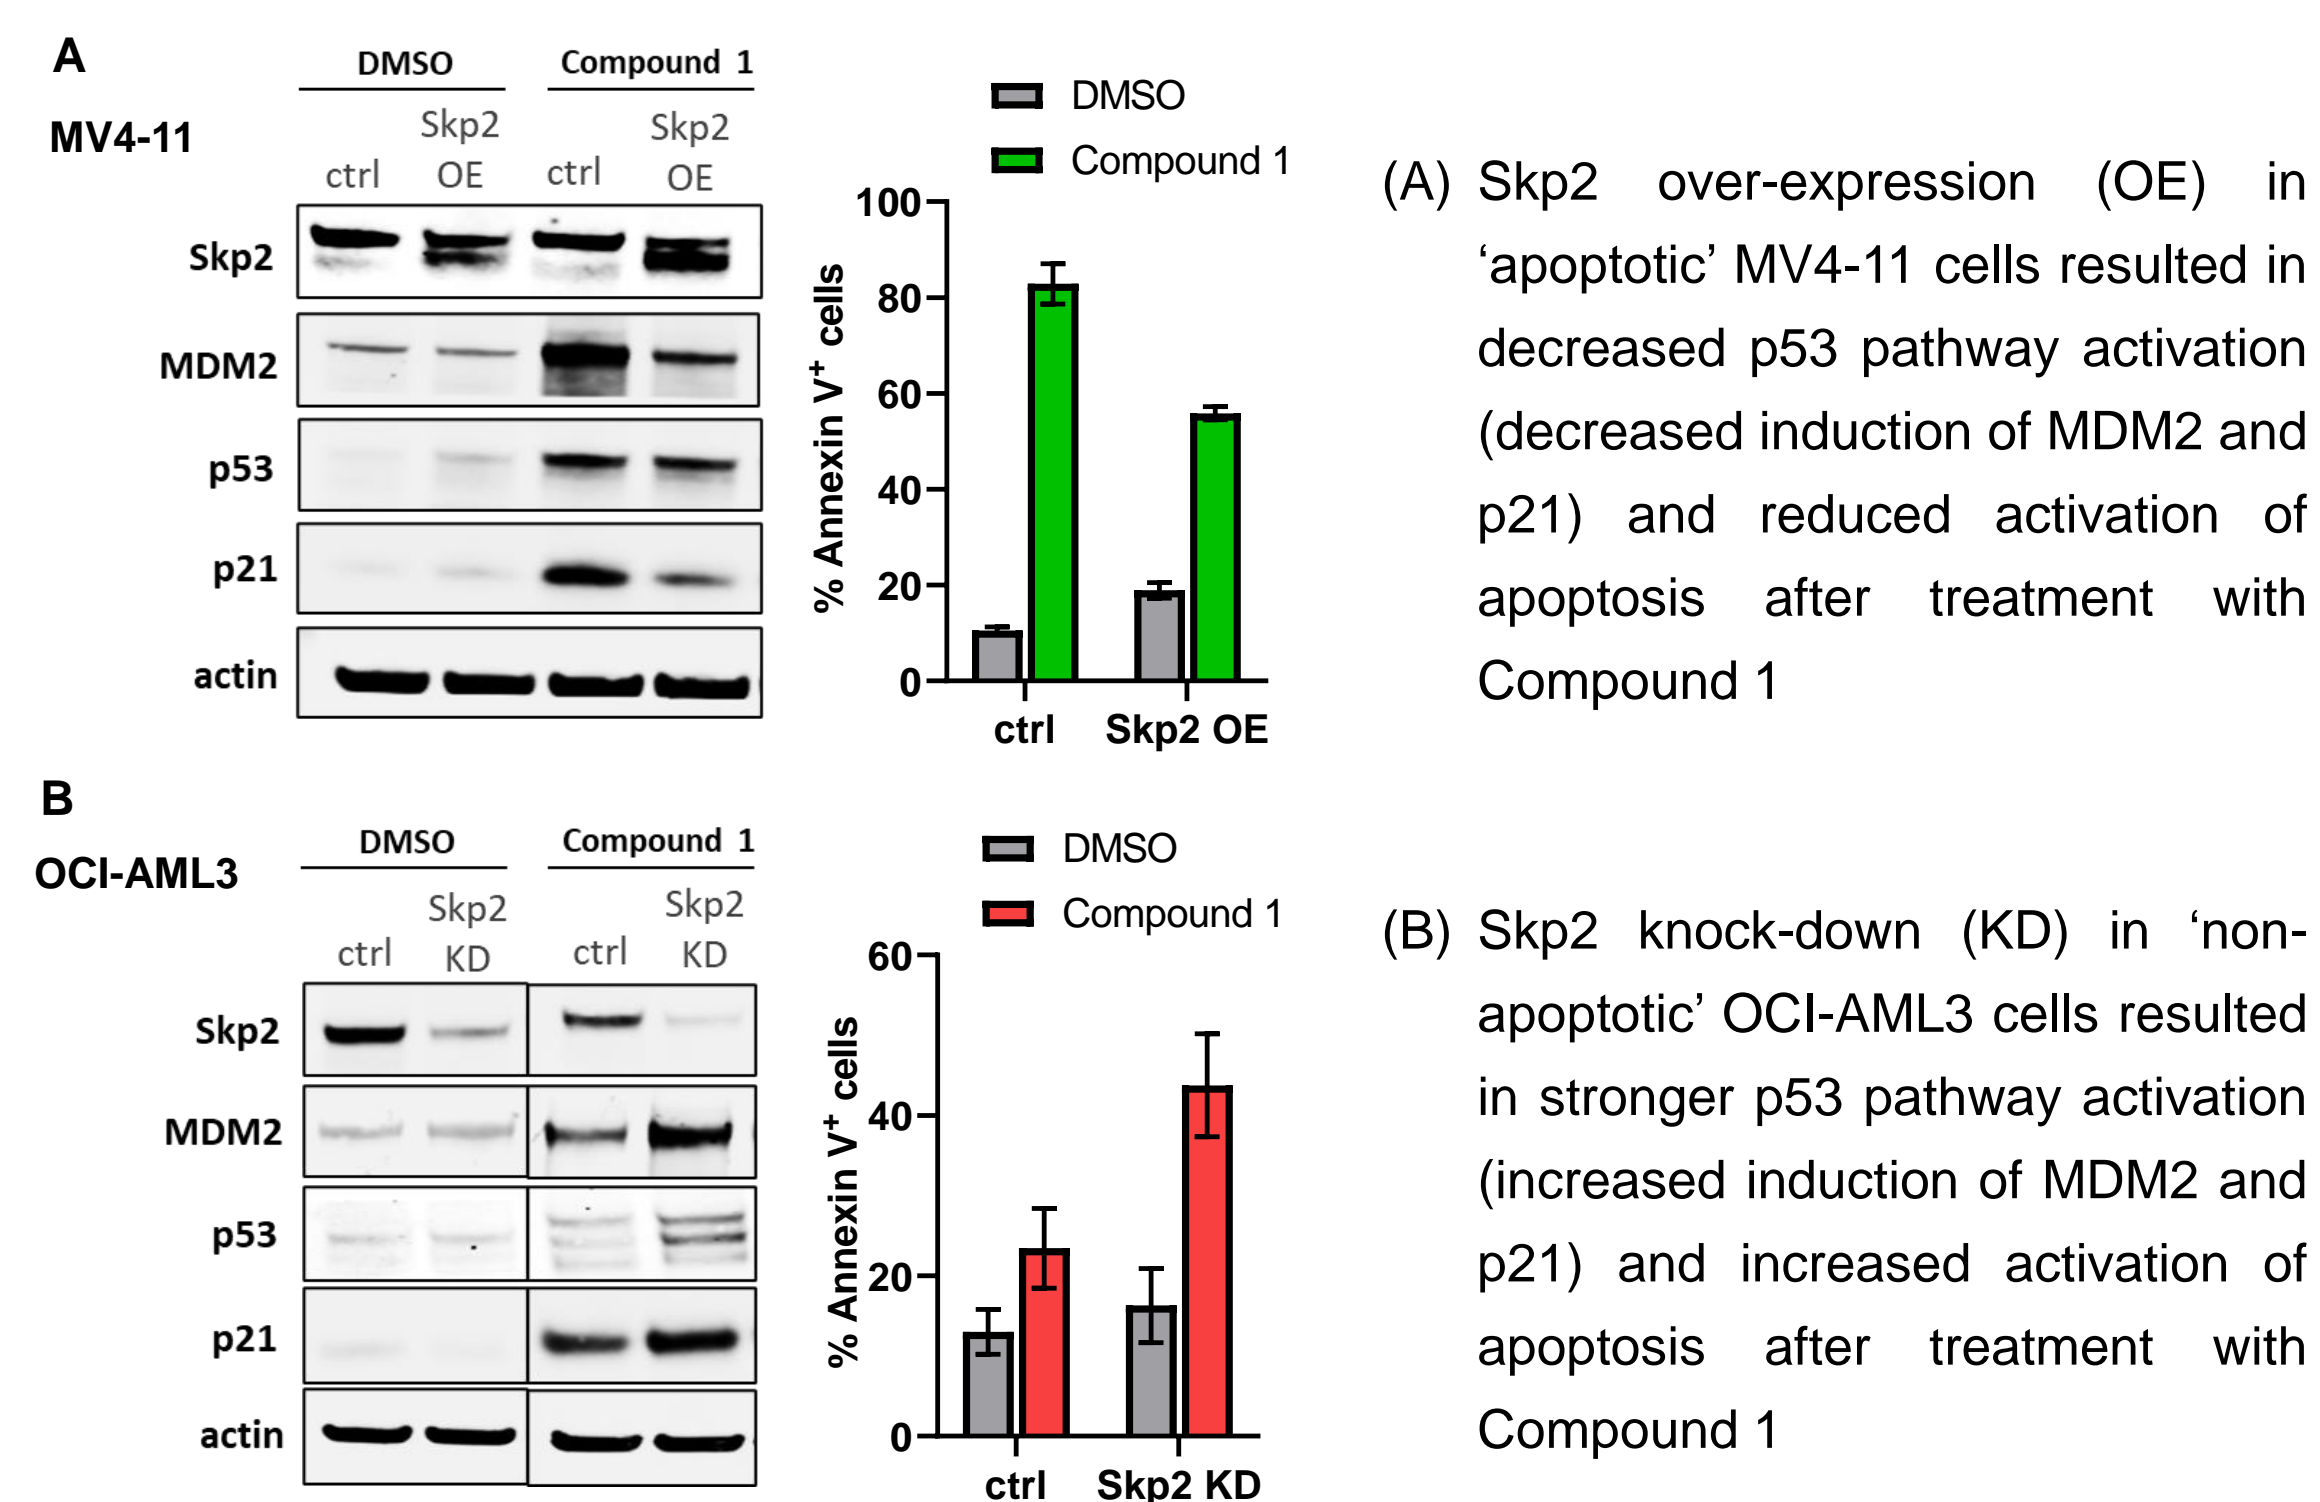 A
MV4-11
DMSO
Compound 1
ctrl
Skp2
OE
ctrl
Skp2
OE
Skp2
MDM2
p53
p21
actin
DMSO
Compound 1
% Annexin V⁺ cells
100
80
60
40
20
0
ctrl
Skp2 OE
(A) Skp2 over-expression (OE) in
‘apoptotic’ MV4-11 cells resulted in
decreased p53 pathway activation
(decreased induction of MDM2 and
p21) and reduced activation of
apoptosis after treatment with
Compound 1
B
OCI-AML3
DMSO
Compound 1
ctrl
Skp2
KD
ctrl
Skp2
KD
Skp2
MDM2
p53
p21
actin
DMSO
Compound 1
% Annexin V⁺ cells
60
40
20
0
ctrl
Skp2 KD
(B) Skp2 knock-down (KD) in ‘non-
apoptotic’ OCI-AML3 cells resulted
in stronger p53 pathway activation
(increased induction of MDM2 and
p21) and increased activation of
apoptosis after treatment with
Compound 1